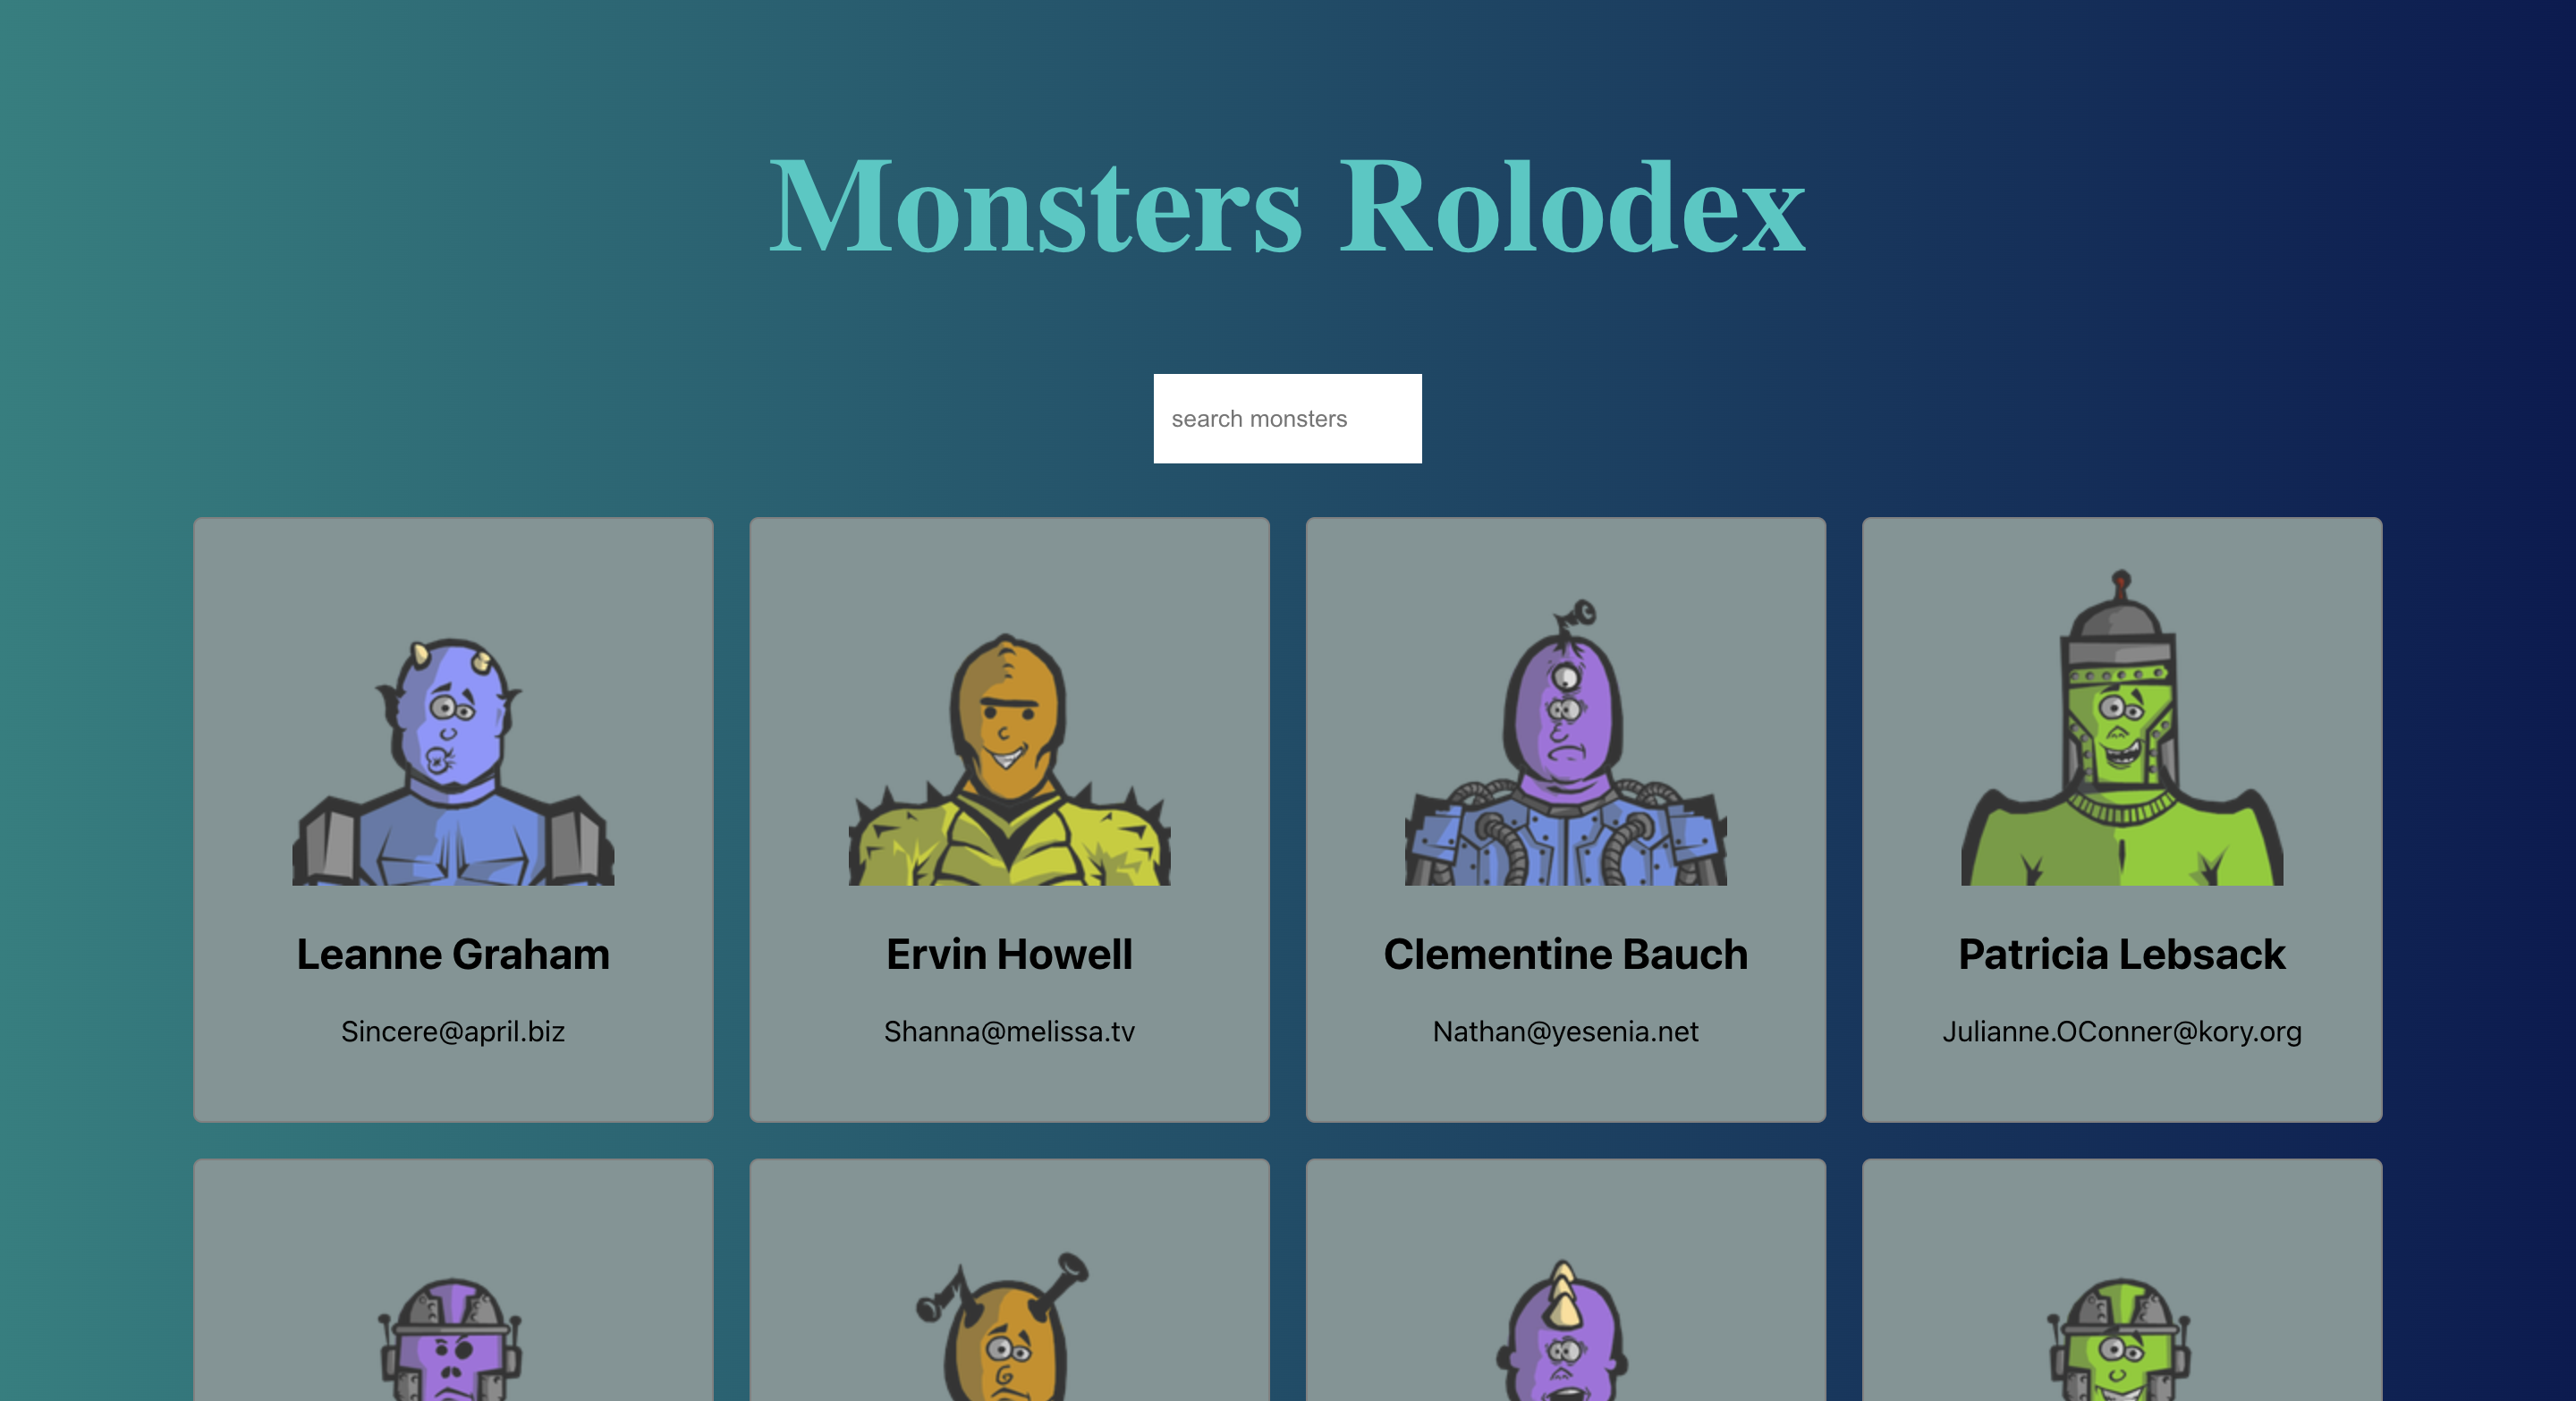 Monsters Rolodex
search monsters
Leanne Graham
Ervin Howell
Clementine Bauch
Patricia Lebsack
Sincere@april.biz
Shanna@melissa.tv
Nathan@yesenia.net
Julianne.OConner@kory.org